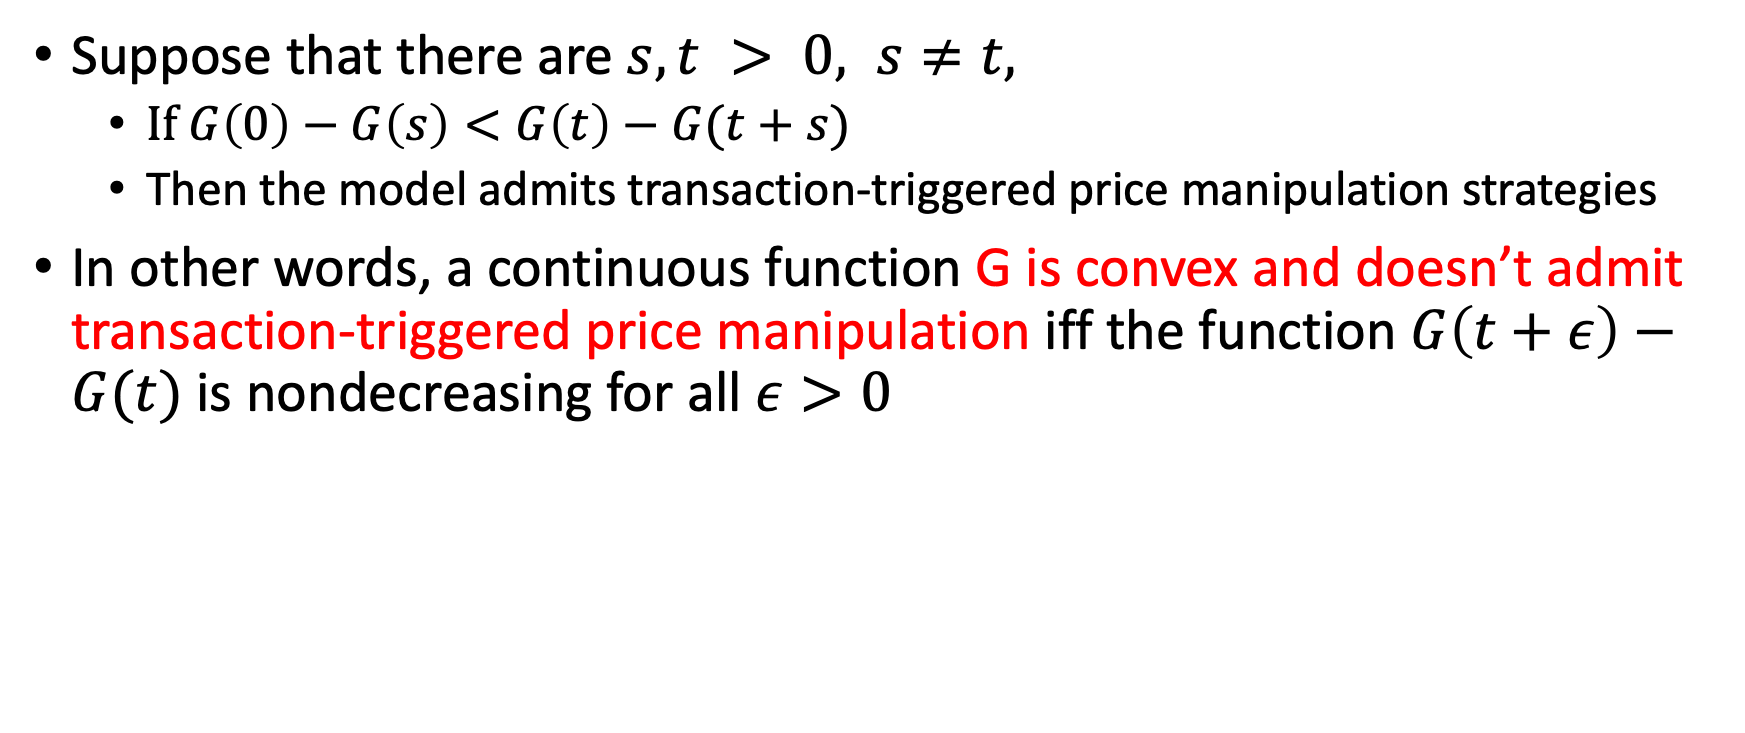 • Suppose that there are s, t > 0, s ≠ t,
• If G(0) − G(s) < G(t) − G(t + s)
• Then the model admits transaction-triggered price manipulation strategies
• In other words, a continuous function G is convex and doesn’t admit
transaction-triggered price manipulation iff the function G(t + ϵ) −
G(t) is nondecreasing for all ϵ > 0